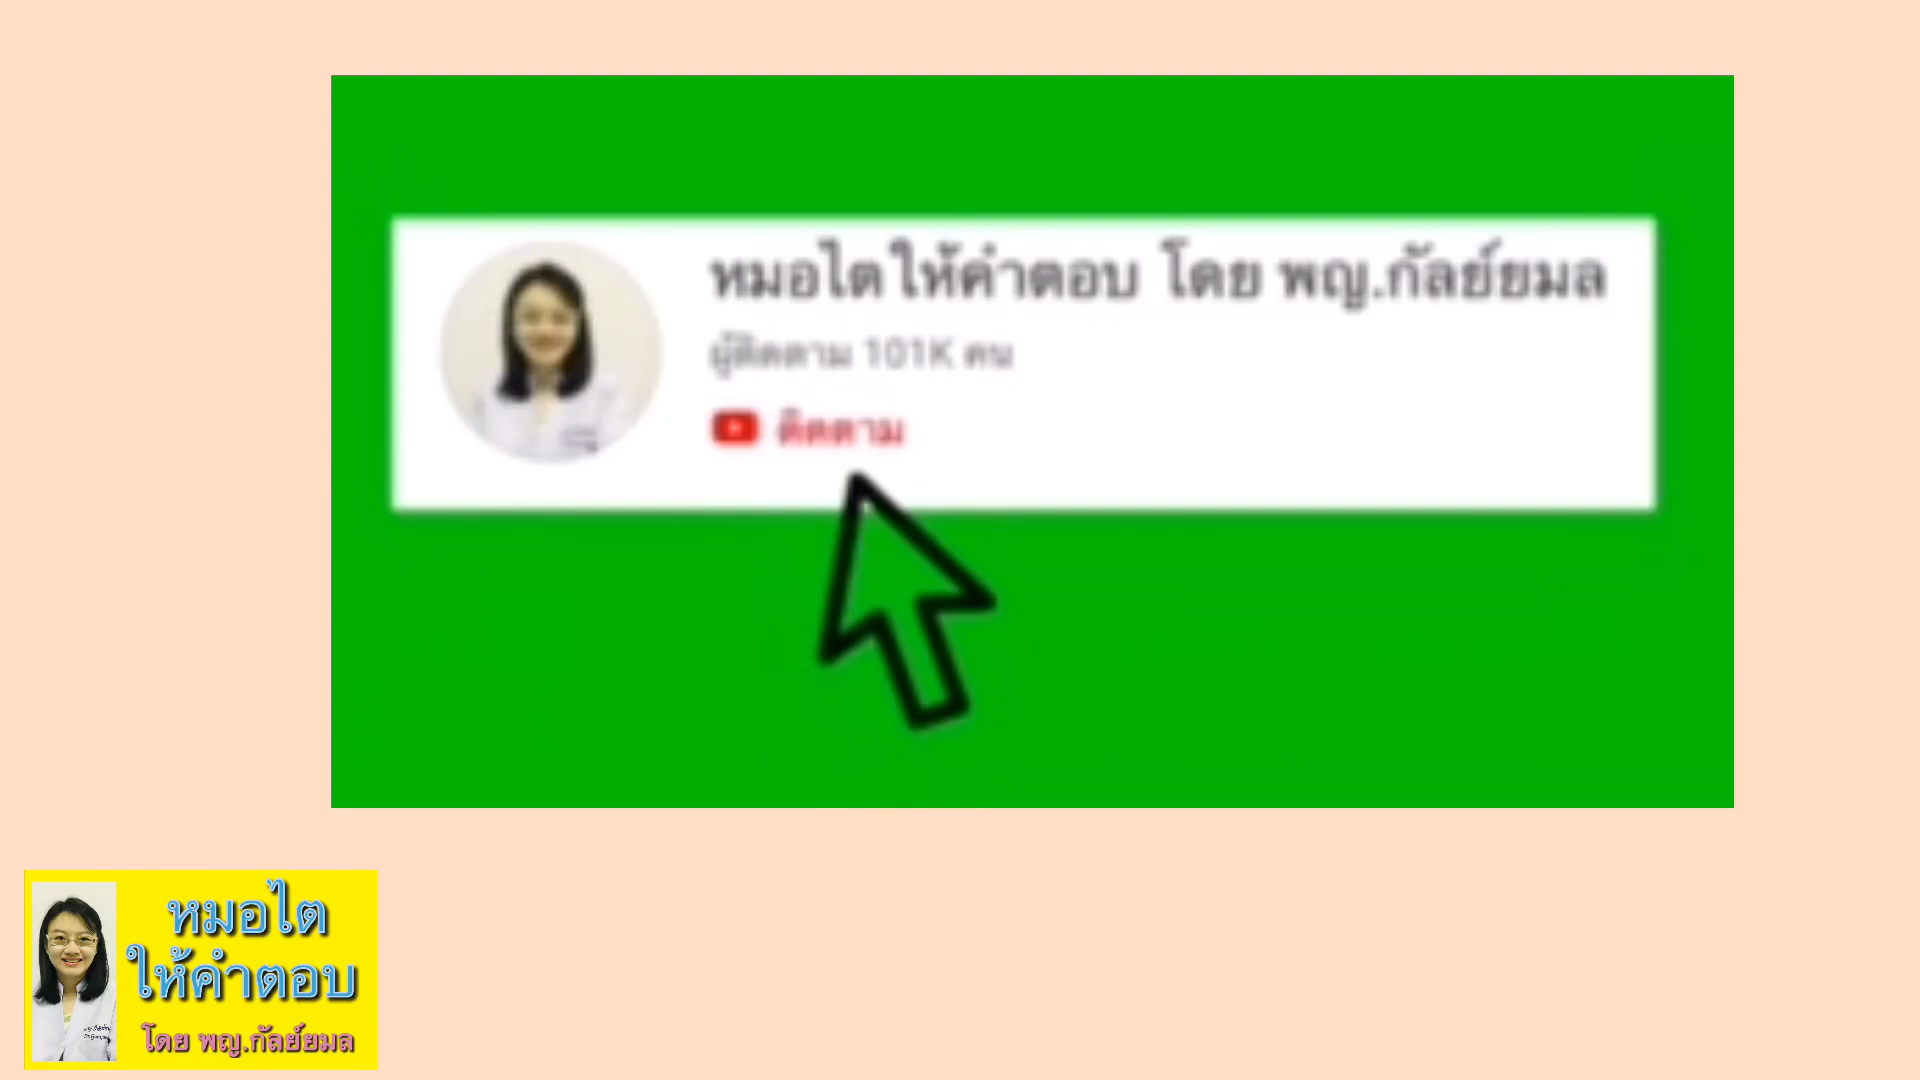 หมอไตให้คำตอบ โดย พญ.กัลย์ยมล
ผู้ติดตาม 101K คน
ติดตาม
หมอไต
ให้คำตอบ
โดย พญ.กัลย์ยมล